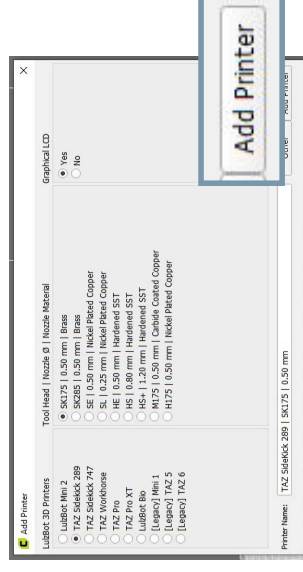 Add Printer
LulzBot 3D Printers
LulzBot Mini 2
TAZ Sidekick 289
TAZ Sidekick 747
TAZ Workhorse
TAZ Pro
TAZ Pro XT
LulzBot Bio
[Legacy] Mini 1
[Legacy] TAZ 5
[Legacy] TAZ 6
Tool Head | Nozzle Ø | Nozzle Material
SK175 | 0.50 mm | Brass
SK285 | 0.50 mm | Brass
SE | 0.50 mm | Nickel Plated Copper
SL | 0.25 mm | Nickel Plated Copper
HE | 0.50 mm | Hardened SST
HS | 0.80 mm | Hardened SST
HS+ | 1.20 mm | Hardened SST
M175 | 0.50 mm | Carbide Coated Copper
H175 | 0.50 mm | Nickel Plated Copper
Graphical LCD
Yes
No
Printer Name: TAZ SideKick 289 | SK175 | 0.50 mm
Other
Add Printer
Add Printer